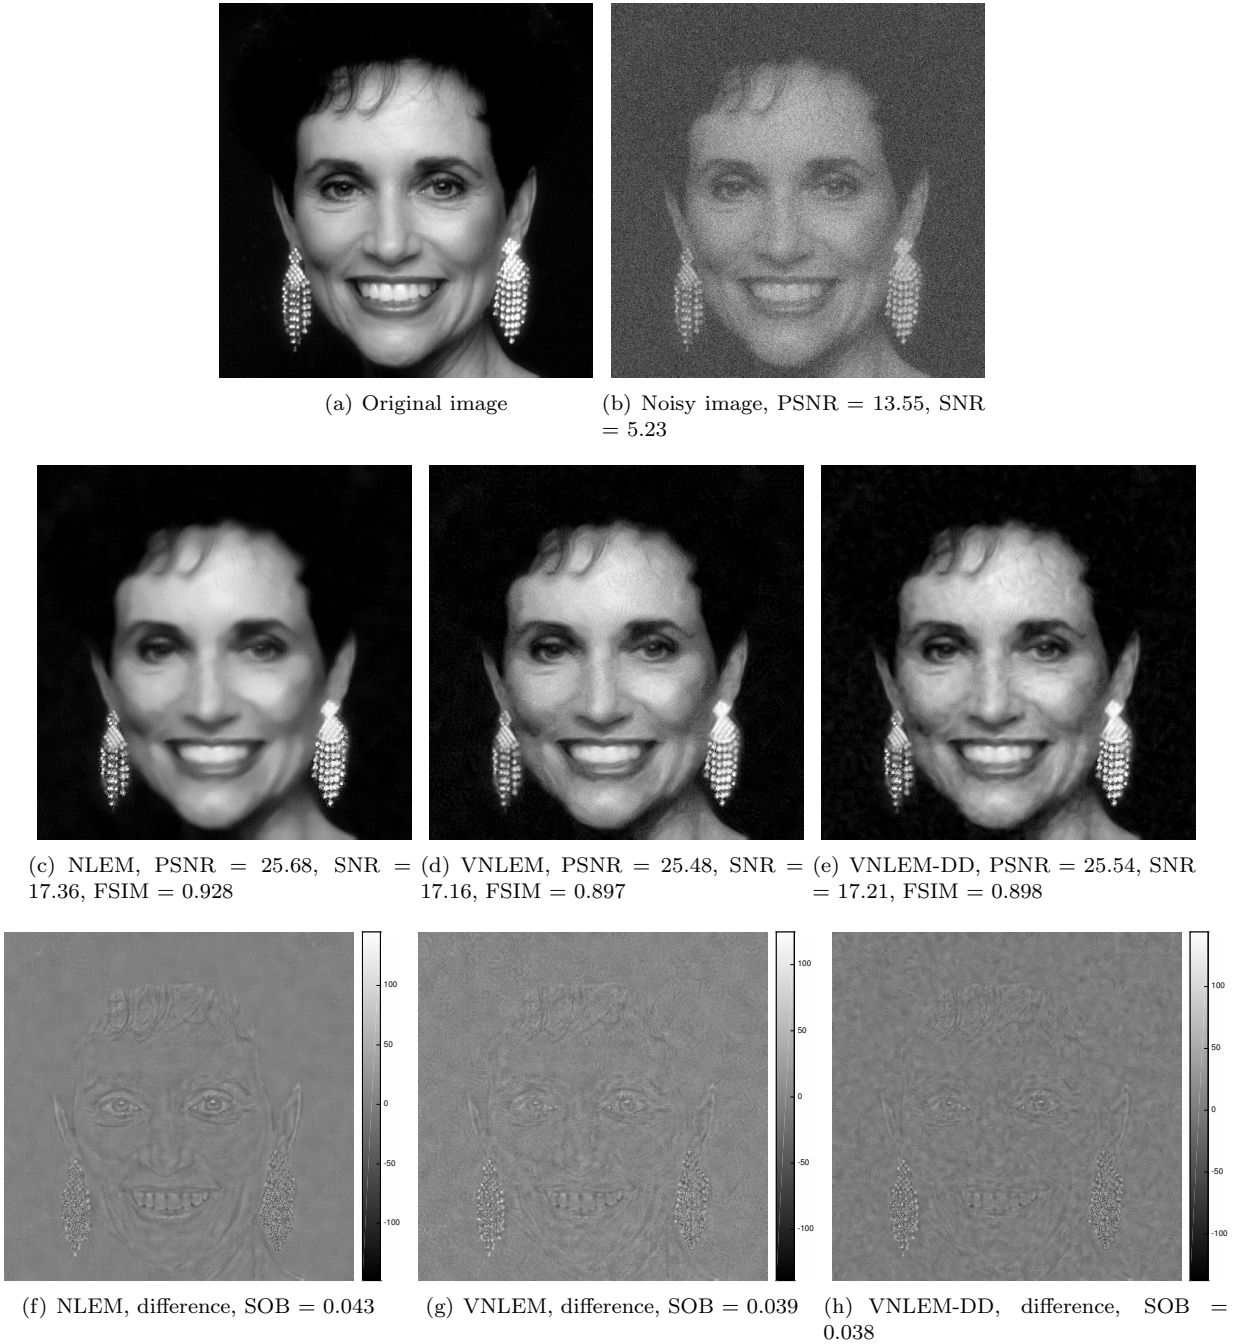 (a) Original image
(b) Noisy image, PSNR = 13.55, SNR
= 5.23
(c) NLEM, PSNR = 25.68, SNR =
17.36, FSIM = 0.928
(d) VNLEM, PSNR = 25.48, SNR =
17.16, FSIM = 0.897
(e) VNLEM-DD, PSNR = 25.54, SNR
= 17.21, FSIM = 0.898
100
50
0
-50
-100
100
50
0
-50
-100
100
50
0
-50
-100
(f) NLEM, difference, SOB = 0.043
(g) VNLEM, difference, SOB = 0.039
(h) VNLEM-DD, difference, SOB =
0.038